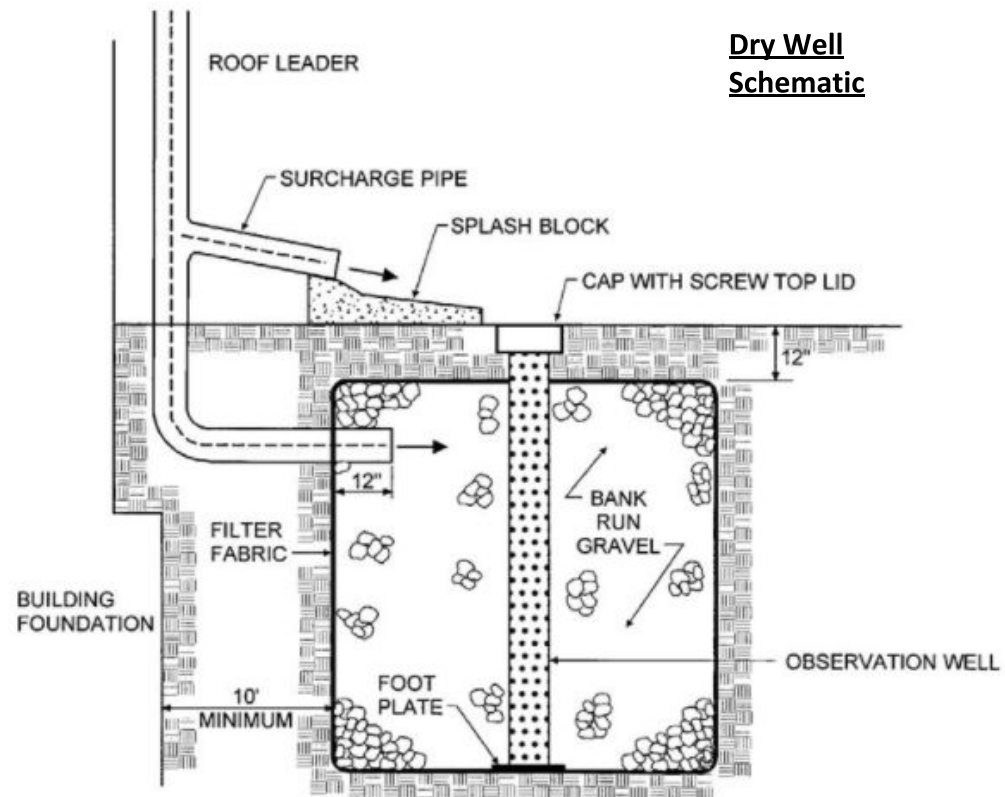 Dry Well
Schematic
ROOF LEADER
SURCHARGE PIPE
SPLASH BLOCK
CAP WITH SCREW TOP LID
12"
12"
BANK
RUN
GRAVEL
FILTER
FABRIC
BUILDING
FOUNDATION
OBSERVATION WELL
FOOT
PLATE
10'
MINIMUM